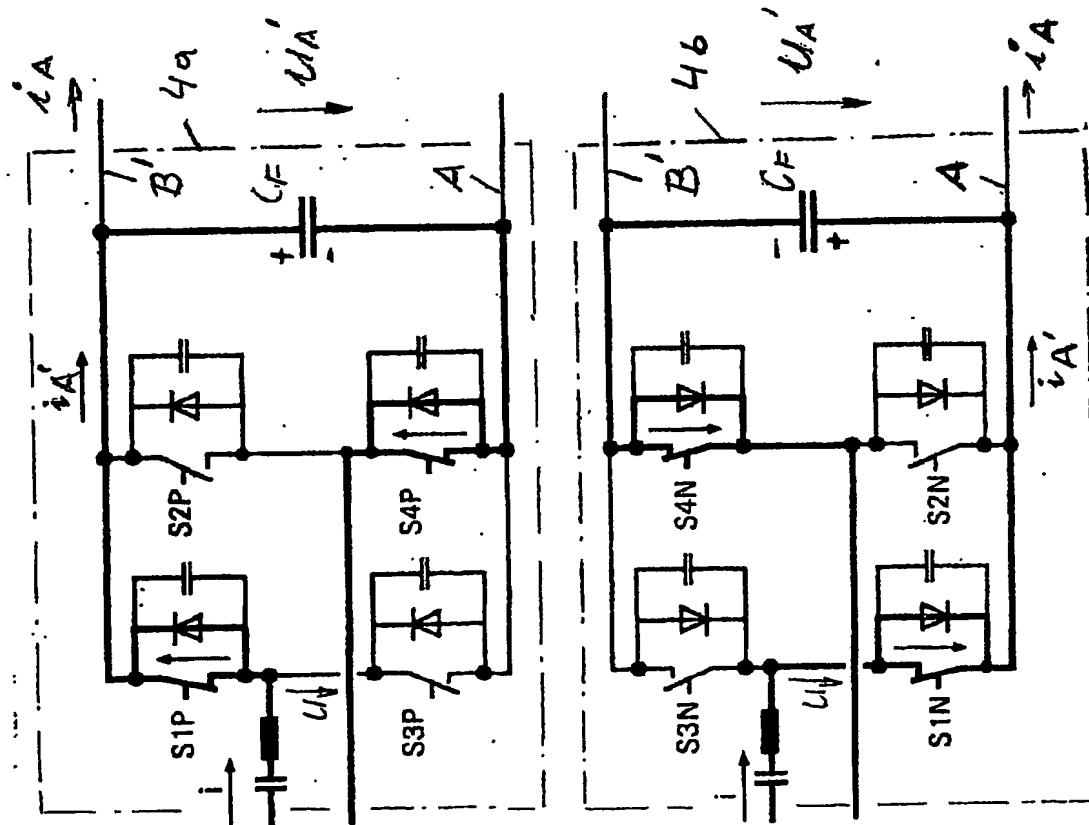 iA
4a
UA'
B'
CF
A
+
-
iA'
S2P
S4P
S1P
S3P
U
i
4b
UA'
iA
B'
CF
A
-
+
iA'
S4N
S2N
S3N
S1N
U
i